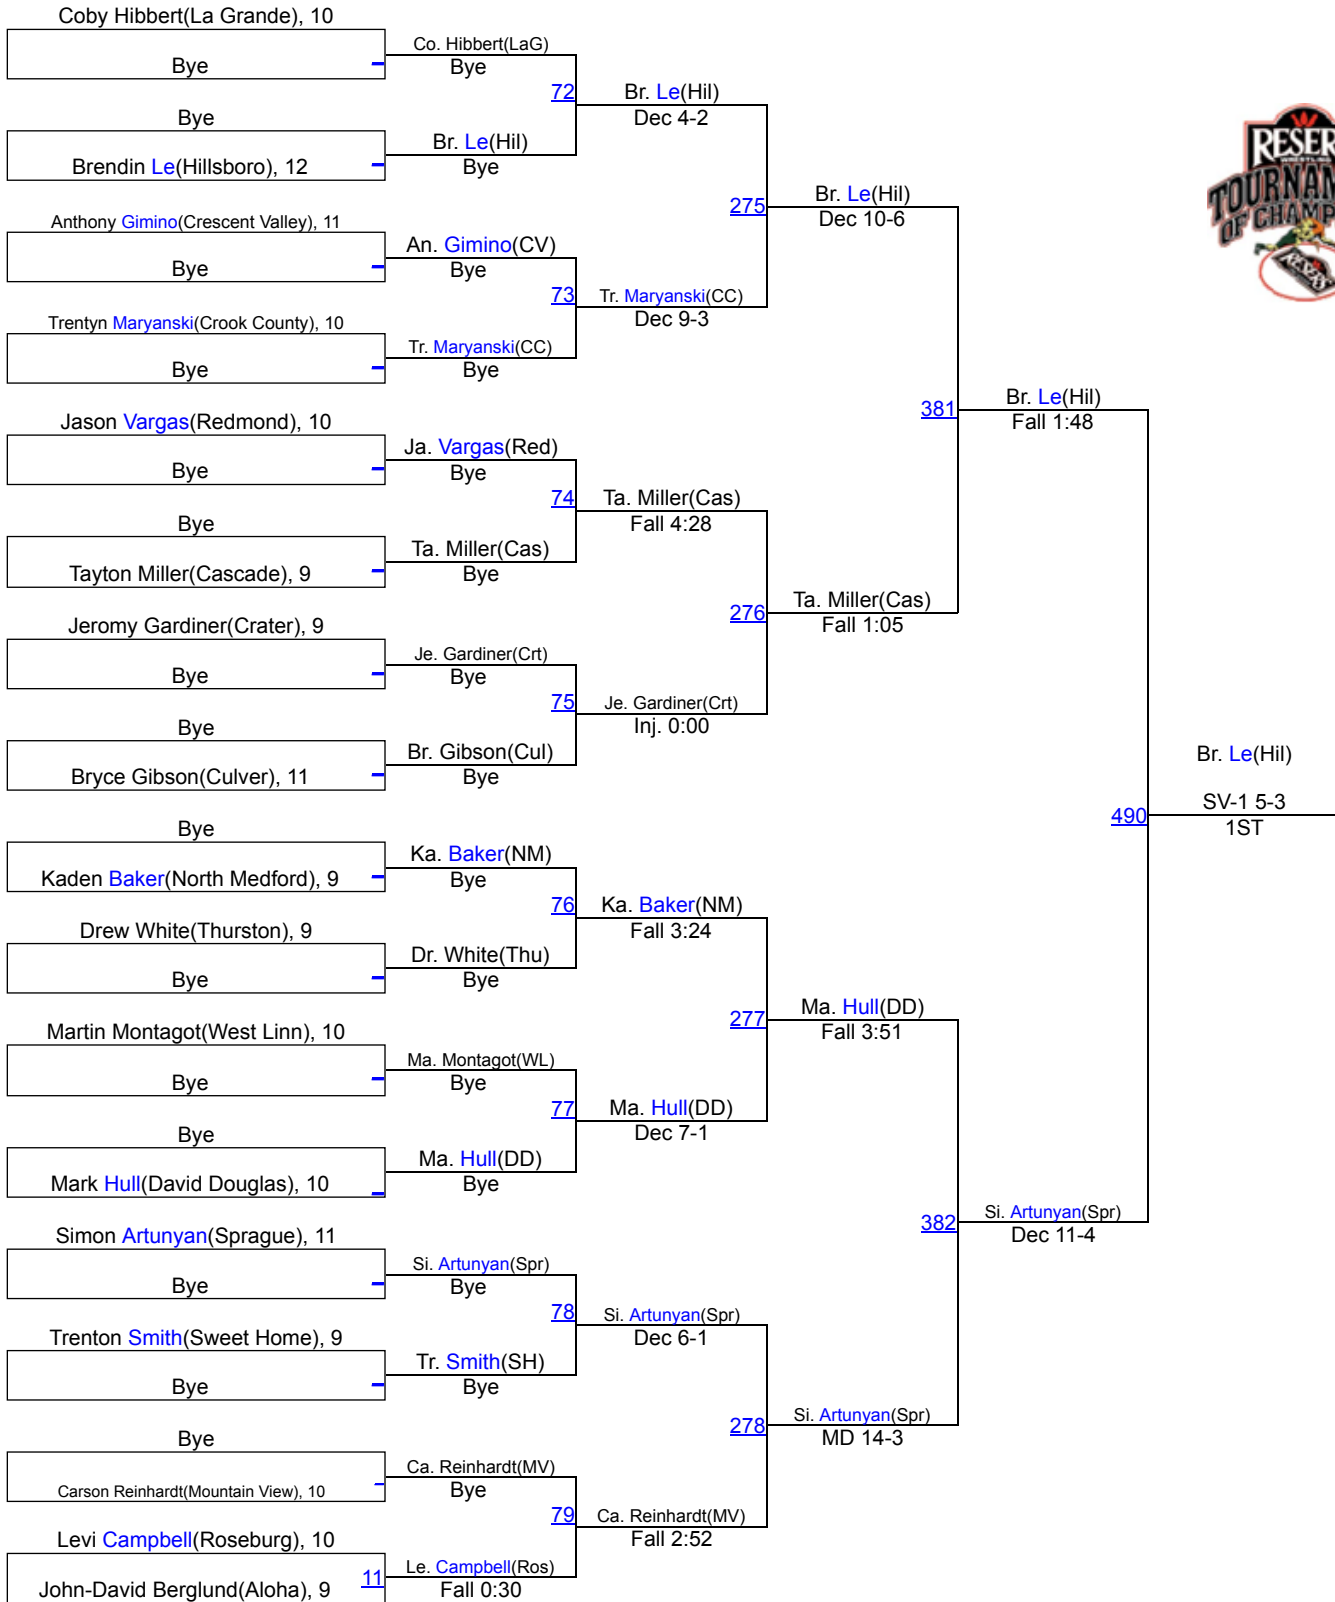 Coby Hibbert(La Grande), 10
Bye
Bye
Brendin Le(Hillsboro), 12
Anthony Gimino(Crescent Valley), 11
Bye
Trentyn Maryanski(Crook County), 10
Bye
Jason Vargas(Redmond), 10
Bye
Bye
Tayton Miller(Cascade), 9
Jeromy Gardiner(Crater), 9
Bye
Bye
Bryce Gibson(Culver), 11
Bye
Kaden Baker(North Medford), 9
Drew White(Thurston), 9
Bye
Martin Montagot(West Linn), 10
Bye
Bye
Mark Hull(David Douglas), 10
Simon Artunyan(Sprague), 11
Bye
Trenton Smith(Sweet Home), 9
Bye
Bye
Carson Reinhardt(Mountain View), 10
Levi Campbell(Roseburg), 10
11
John-David Berglund(Aloha), 9
Co. Hibbert(LaG)
Bye
72
Br. Le(Hil)
Bye
An. Gimino(CV)
Bye
73
Tr. Maryanski(CC)
Bye
Ja. Vargas(Red)
Bye
74
Ta. Miller(Cas)
Bye
Je. Gardiner(Crt)
Bye
75
Br. Gibson(Cul)
Bye
Ka. Baker(NM)
Bye
76
Dr. White(Thu)
Bye
Ma. Montagot(WL)
Bye
77
Ma. Hull(DD)
Bye
Si. Artunyan(Spr)
Bye
78
Tr. Smith(SH)
Bye
Ca. Reinhardt(MV)
Bye
79
Le. Campbell(Ros)
Fall 0:30
Br. Le(Hil)
Dec 4-2
275
Tr. Maryanski(CC)
Dec 9-3
Ta. Miller(Cas)
Fall 4:28
276
Je. Gardiner(Crt)
Inj. 0:00
Ka. Baker(NM)
Fall 3:24
277
Ma. Hull(DD)
Dec 7-1
Si. Artunyan(Spr)
Dec 6-1
278
Ca. Reinhardt(MV)
Fall 2:52
Br. Le(Hil)
Dec 10-6
381
Ta. Miller(Cas)
Fall 1:05
Ma. Hull(DD)
Fall 3:51
382
Si. Artunyan(Spr)
MD 14-3
Br. Le(Hil)
Fall 1:48
490
Si. Artunyan(Spr)
Dec 11-4
Br. Le(Hil)
SV-1 5-3
1ST
RESER
TOURNAM
OF CHAMP